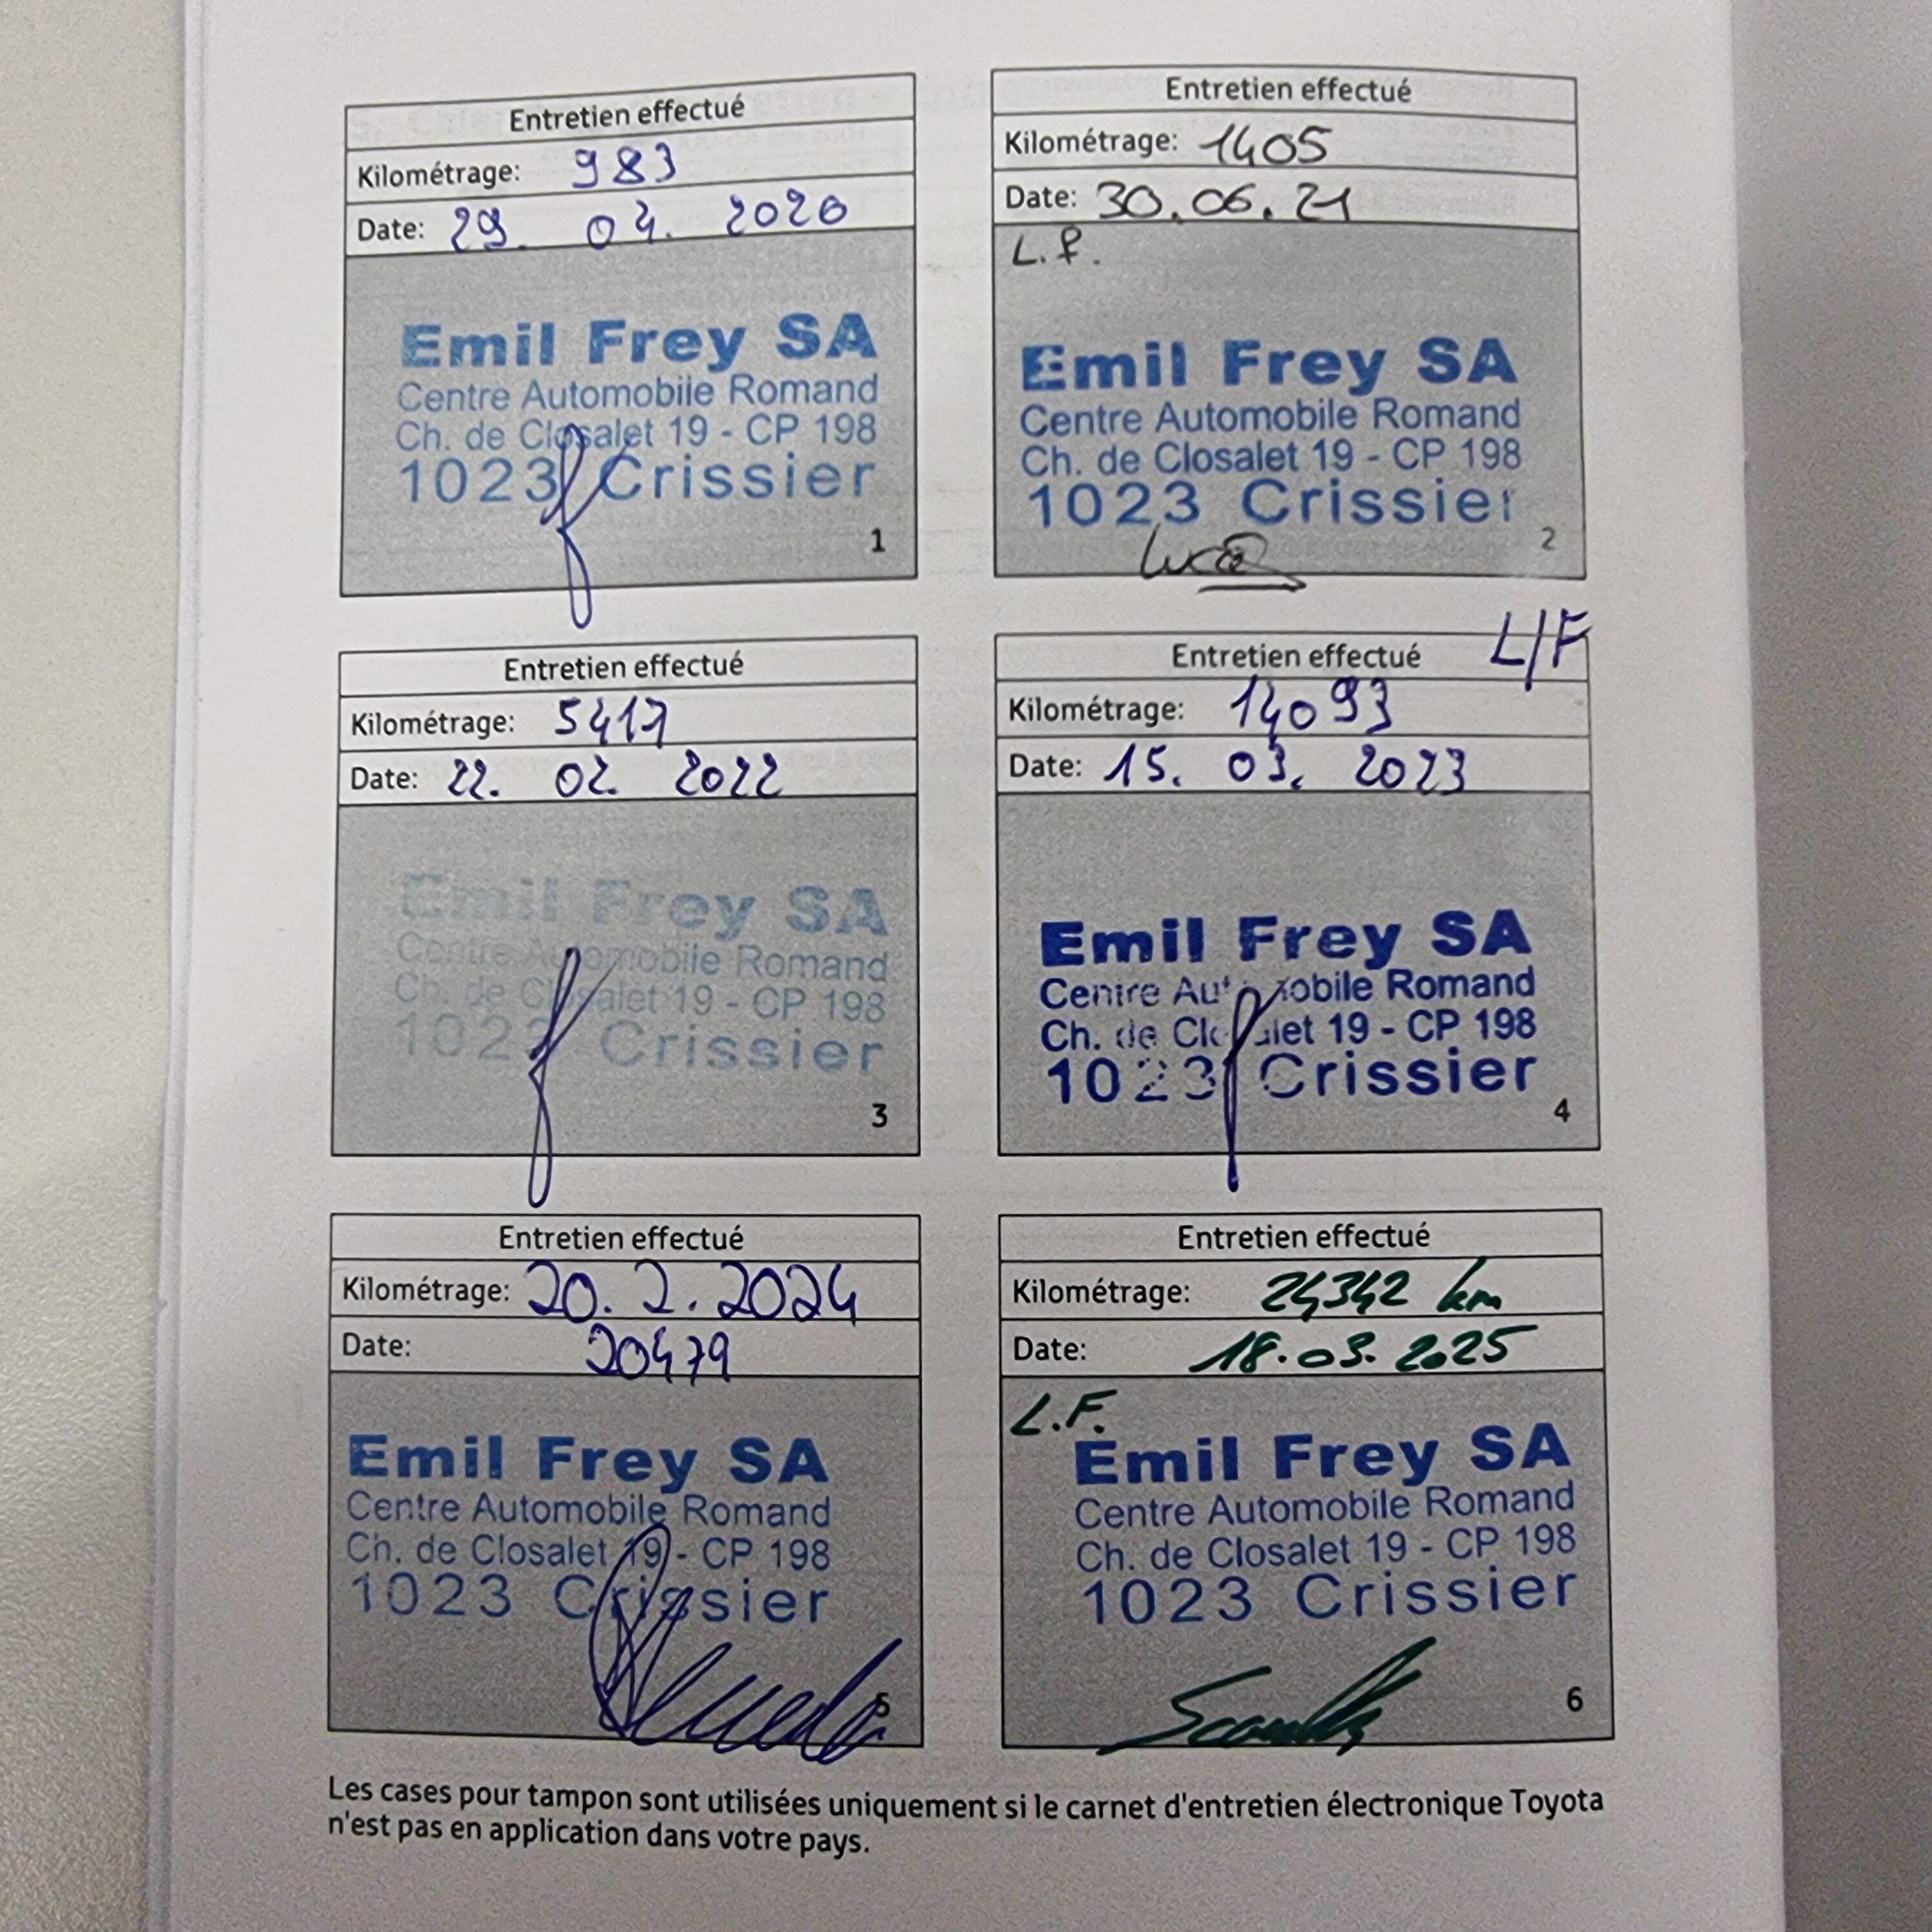 Entretien effectué
Kilométrage: 983
Date: 29. 04. 2020
Emil Frey SA
Centre Automobile Romand
Ch. de Closalet 19 - CP 198
1023 Crissier
1
Entretien effectué
Kilométrage: 1405
Date: 30.06.21
L.F.
Emil Frey SA
Centre Automobile Romand
Ch. de Closalet 19 - CP 198
1023 Crissier
2
Entretien effectué
Kilométrage: 5417
Date: 22. 02. 2022
Emil Frey SA
Centre Automobile Romand
Ch. de Closalet 19 - CP 198
1023 Crissier
3
L/F
Entretien effectué
Kilométrage: 14093
Date: 15. 03. 2023
Emil Frey SA
Centre Automobile Romand
Ch. de Closalet 19 - CP 198
1023 Crissier
4
Entretien effectué
Kilométrage: 20.2.2024
Date: 20479
Emil Frey SA
Centre Automobile Romand
Ch. de Closalet 19 - CP 198
1023 Crissier
5
Entretien effectué
Kilométrage: 24342 km
Date: 18.03.2025
L.F.
Emil Frey SA
Centre Automobile Romand
Ch. de Closalet 19 - CP 198
1023 Crissier
6
Les cases pour tampon sont utilisées uniquement si le carnet d'entretien électronique Toyota
n'est pas en application dans votre pays.